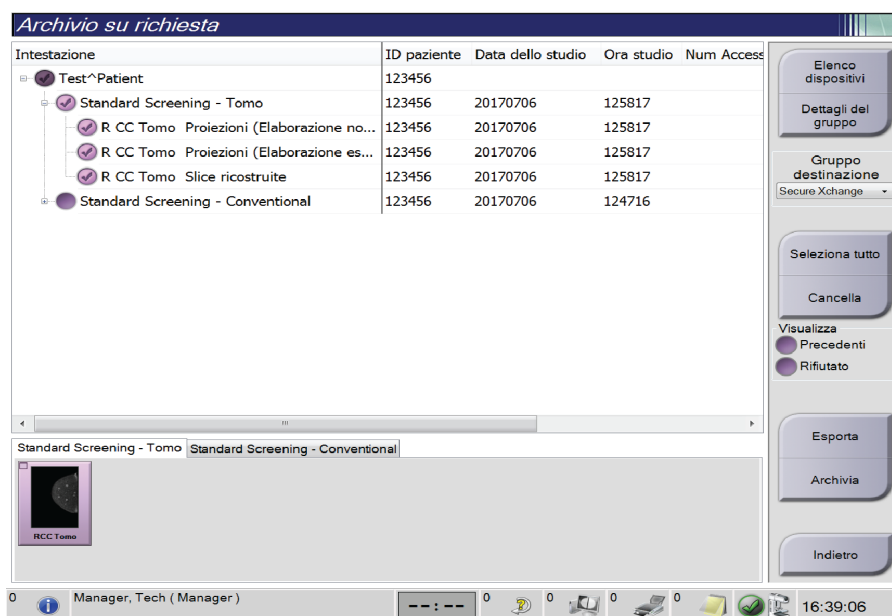 Archivio su richiesta
Intestazione ID paziente Data dello studio Ora studio Num Access
Test^Patient 123456
Standard Screening - Tomo 123456 20170706 125817
R CC Tomo Proiezioni (Elaborazione no... 123456 20170706 125817
R CC Tomo Proiezioni (Elaborazione es... 123456 20170706 125817
R CC Tomo Slice ricostruite 123456 20170706 125817
Standard Screening - Conventional 123456 20170706 124716
Elenco
dispositivi
Dettagli del
gruppo
Gruppo
destinazione
Secure Xchange
Seleziona tutto
Cancella
Visualizza
Precedenti
Rifiutato
Esporta
Archivia
Indietro
Standard Screening - Tomo Standard Screening - Conventional
RCC Tomo
0 Manager, Tech ( Manager ) --:-- 0 0 0 0 16:39:06